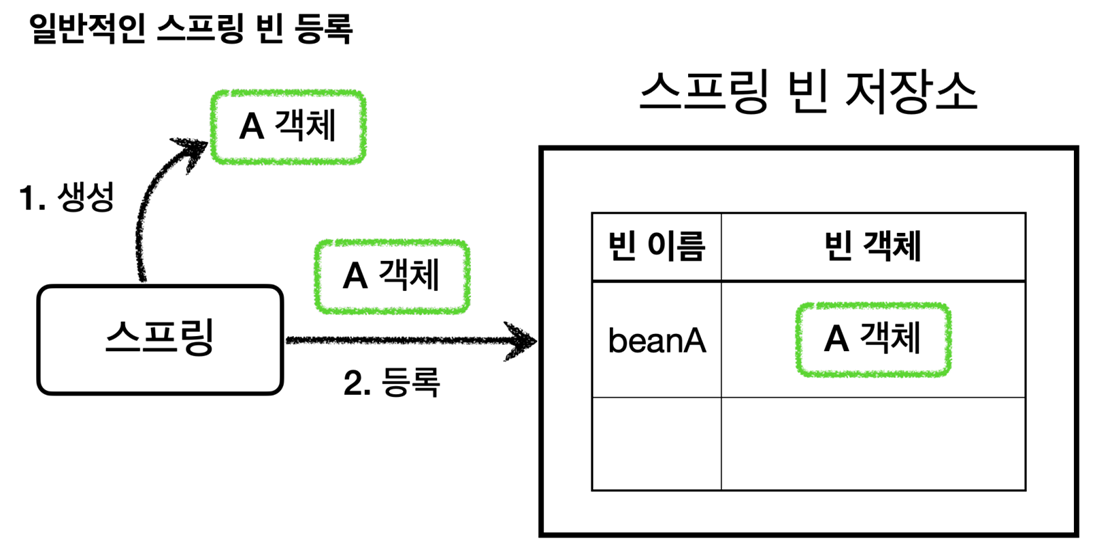 일반적인 스프링 빈 등록
스프링 빈 저장소
A 객체
1. 생성
A 객체
스프링
2. 등록
빈 이름 빈 객체
beanA A 객체